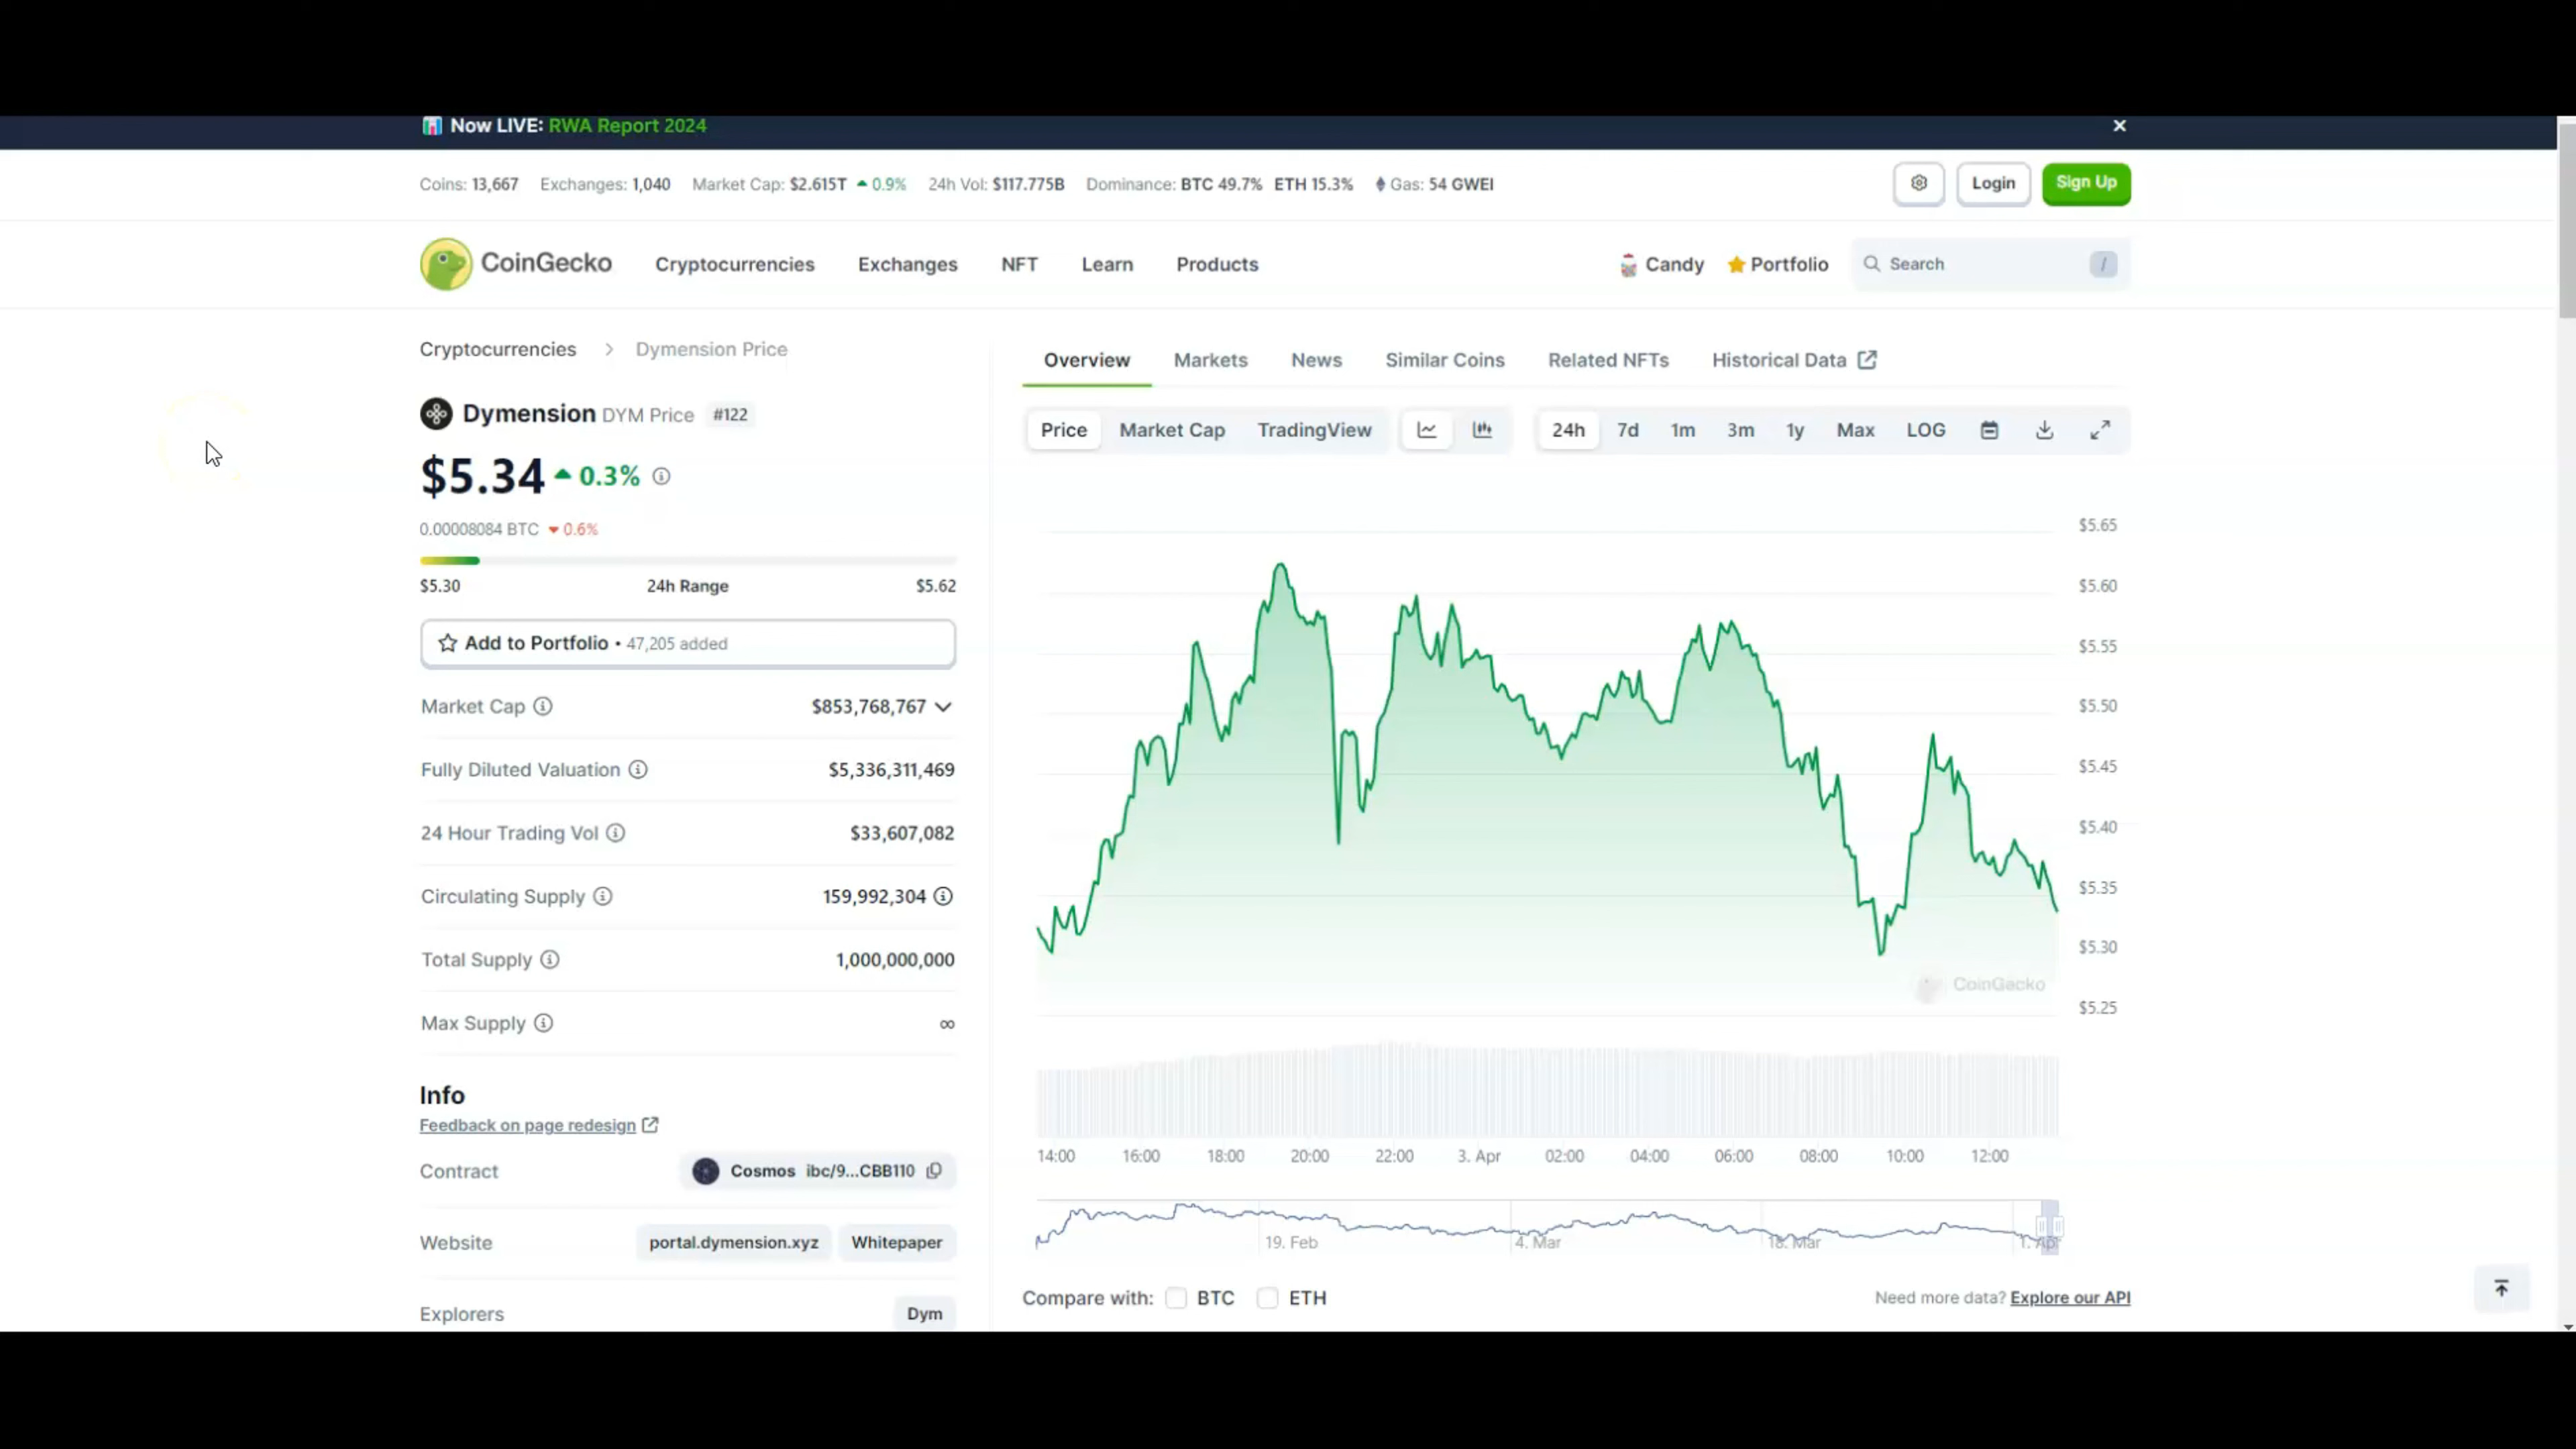 Now LIVE: RWA Report 2024
Coins: 13,667 Exchanges: 1,040 Market Cap: $2.615T 0.9% 24h Vol: $117.775B Dominance: BTC 49.7% ETH 15.3% Gas: 54 GWEI
Login
Sign Up
CoinGecko
Cryptocurrencies
Exchanges
NFT
Learn
Products
Candy
Portfolio
Search /
Cryptocurrencies > Dymension Price
Dymension DYM Price #122
$5.34 0.3%
0.00008084 BTC 0.6%
$5.30 24h Range $5.62
Add to Portfolio • 47,205 added
Market Cap $853,768,767
Fully Diluted Valuation $5,336,311,469
24 Hour Trading Vol $33,607,082
Circulating Supply 159,992,304
Total Supply 1,000,000,000
Max Supply ∞
Info
Feedback on page redesign
Contract Cosmos ibc/9...CBB110
Website portal.dymension.xyz Whitepaper
Explorers Dym
Overview Markets News Similar Coins Related NFTs Historical Data
Price Market Cap TradingView
24h 7d 1m 3m 1y Max LOG
$5.65
$5.60
$5.55
$5.50
$5.45
$5.40
$5.35
$5.30
CoinGecko
$5.25
14:00 16:00 18:00 20:00 22:00 3. Apr 02:00 04:00 06:00 08:00 10:00 12:00
19. Feb 4. Mar 18. Mar 1. Apr
Compare with: BTC ETH
Need more data? Explore our API